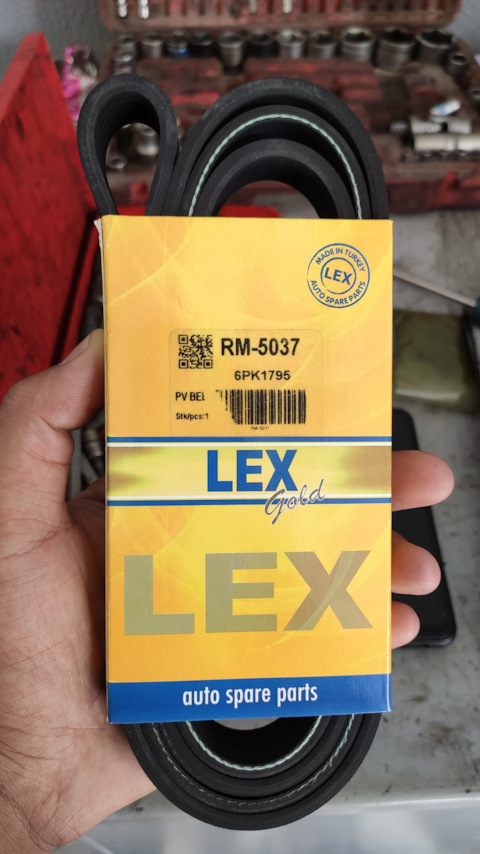 MADE IN TURKEY
LEX
AUTO SPARE PARTS
RM-5037
6PK1795
PV BEL
Stk/pcs:1
LEX
Gold
LEX
auto spare parts